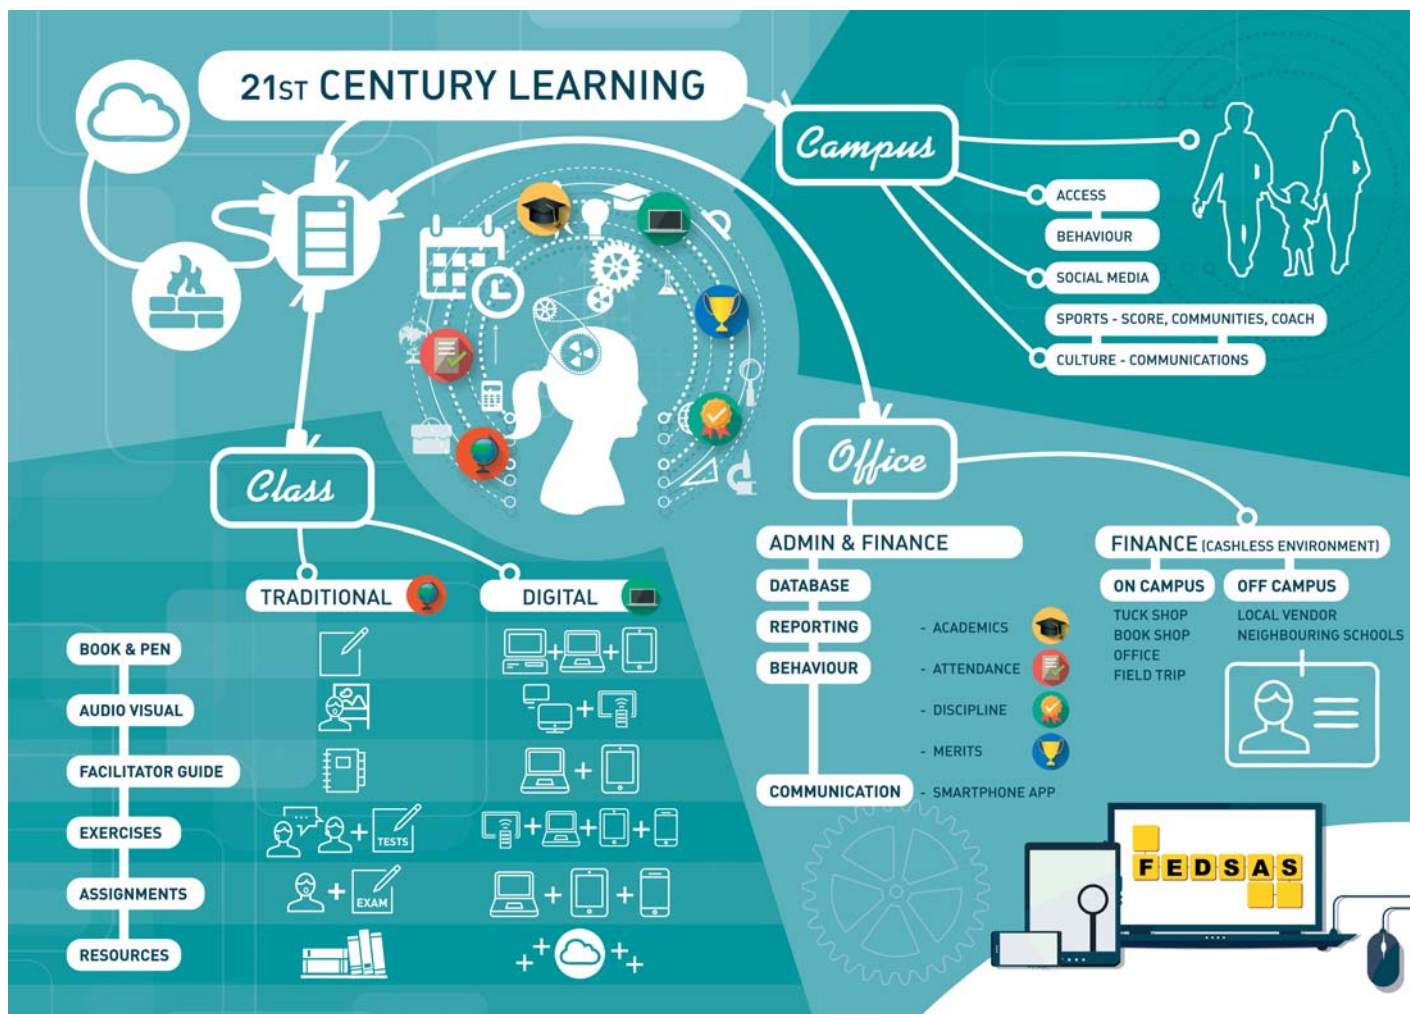 21ST CENTURY LEARNING
Campus
ACCESS
BEHAVIOUR
SOCIAL MEDIA
SPORTS - SCORE, COMMUNITIES, COACH
CULTURE - COMMUNICATIONS
Class
TRADITIONAL
DIGITAL
BOOK & PEN
AUDIO VISUAL
FACILITATOR GUIDE
EXERCISES
TESTS
ASSIGNMENTS
EXAM
RESOURCES
Office
ADMIN & FINANCE
DATABASE
REPORTING
BEHAVIOUR
- ACADEMICS
- ATTENDANCE
- DISCIPLINE
- MERITS
COMMUNICATION - SMARTPHONE APP
FINANCE (CASHLESS ENVIRONMENT)
ON CAMPUS
TUCK SHOP
BOOK SHOP
OFFICE
FIELD TRIP
OFF CAMPUS
LOCAL VENDOR
NEIGHBOURING SCHOOLS
FEDSAS